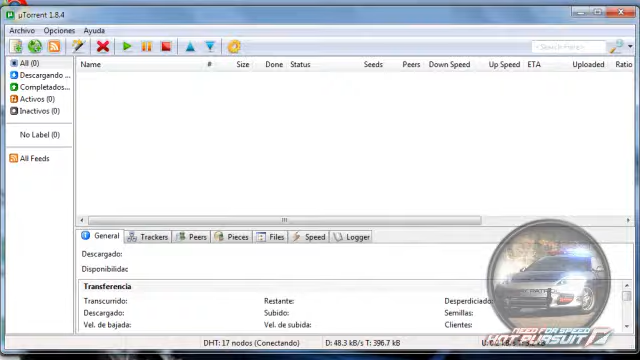 µTorrent 1.8.4
Archivo Opciones Ayuda
< Search Here >
All (0)
Descargando ...
Completados...
Activos (0)
Inactivos (0)
No Label (0)
All Feeds
Name # Size Done Status Seeds Peers Down Speed Up Speed ETA Uploaded Ratio
General Trackers Peers Pieces Files Speed Logger
Descargado:
Disponibilidac
Transferencia
Transcurrido: Restante: Desperdiciado:
Descargado: Subido: Semillas:
Vel. de bajada: Vel. de subida: Clientes:
DHT: 17 nodos (Conectando) D: 48.3 kB/s T: 396.7 kB
NEED FOR SPEED
HOT PURSUIT